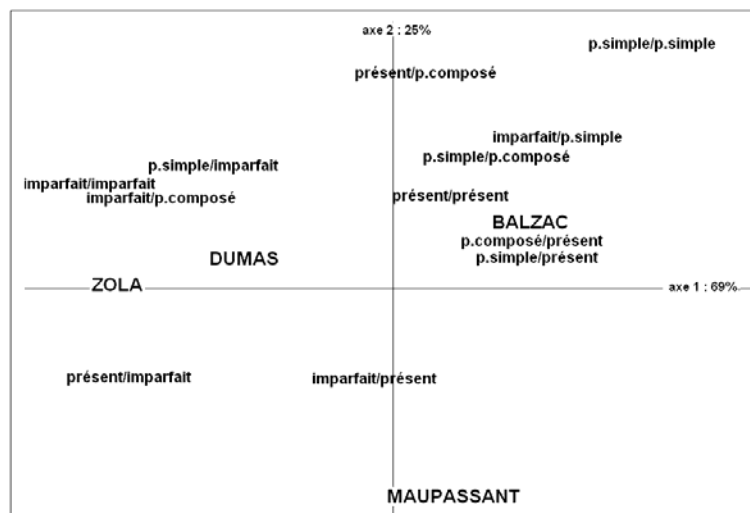 axe 2 : 25%
p.simple/p.simple
présent/p.composé
imparfait/p.simple
p.simple/p.composé
p.simple/imparfait
imparfait/imparfait
imparfait/p.composé
présent/présent
BALZAC
p.composé/présent
DUMAS
p.simple/présent
ZOLA
axe 1 : 69%.
présent/imparfait
imparfait/présent
MAUPASSANT